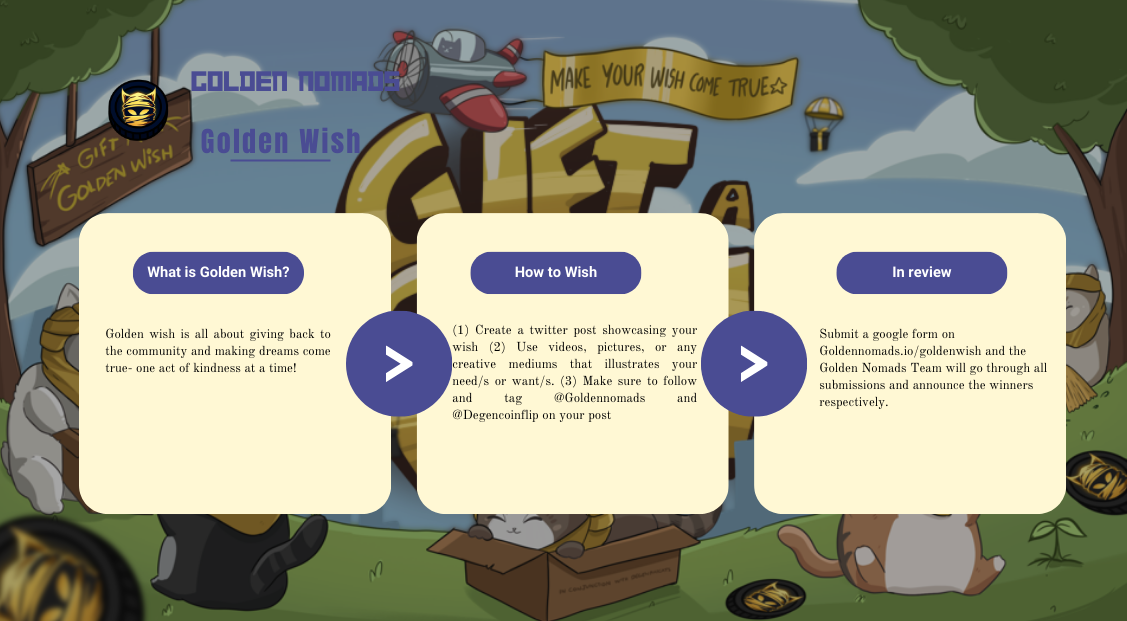 GOLDEN NOMADS
MAKE YOUR WISH COME TRUE
Golden Wish
GIFT
GOLDEN WISH
GIFT A
What is Golden Wish?
Golden wish is all about giving back to
the community and making dreams come
true- one act of kindness at a time!
>
How to Wish
(1) Create a twitter post showcasing your
wish (2) Use videos, pictures, or any
creative mediums that illustrates your
need/s or want/s. (3) Make sure to follow
and tag @Goldennomads and
@Degencoinflip on your post
>
In review
Submit a google form on
Goldennomads.io/goldenwish and the
Golden Nomads Team will go through all
submissions and announce the winners
respectively.